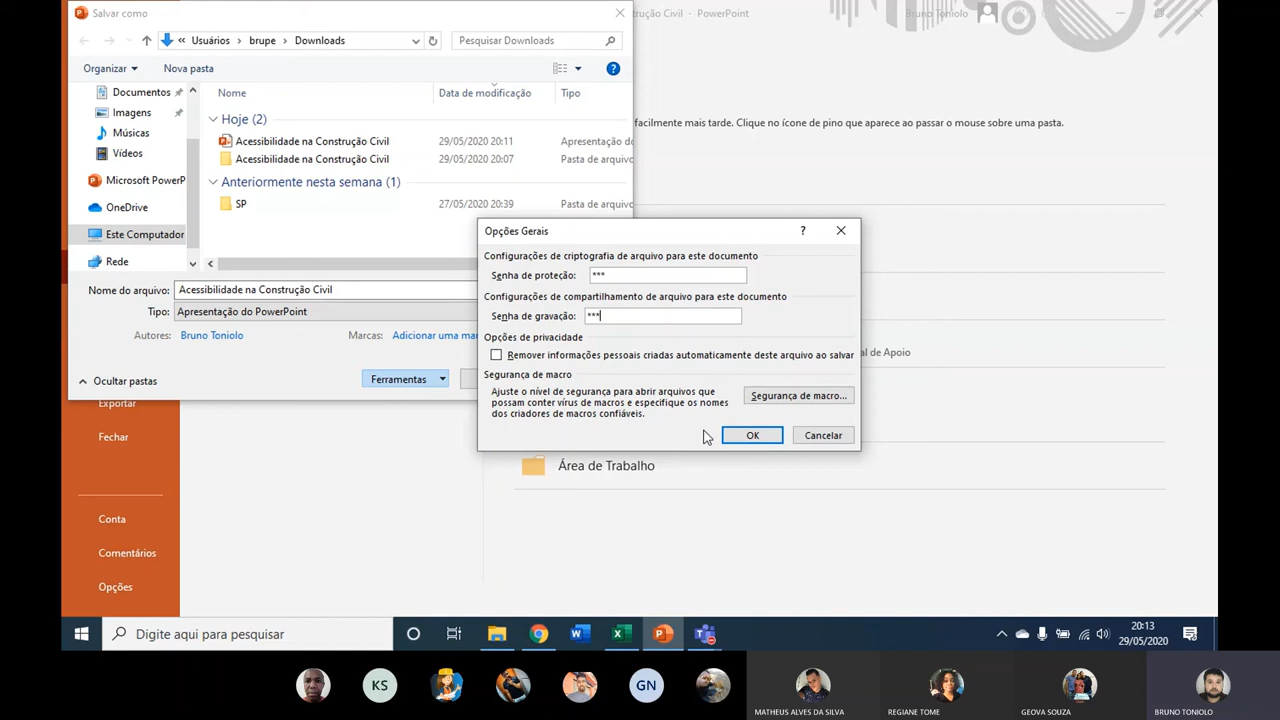 Salvar como
trução Civil - PowerPoint
Bruno Toniolo
Usuários
brupe
Downloads
Pesquisar Downloads
Organizar
Nova pasta
Documentos
Imagens
Músicas
Vídeos
Microsoft PowerP
OneDrive
Este Computador
Rede
Nome
Data de modificação
Tipo
Hoje (2)
Acessibilidade na Construção Civil 29/05/2020 20:11 Apresentação do
Acessibilidade na Construção Civil 29/05/2020 20:07 Pasta de arquivo
Anteriormente nesta semana (1)
SP 27/05/2020 20:39 Pasta de arquivo
facilmente mais tarde. Clique no ícone de pino que aparece ao passar o mouse sobre uma pasta.
Nome do arquivo: Acessibilidade na Construção Civil
Tipo: Apresentação do PowerPoint
Autores: Bruno Toniolo
Marcas: Adicionar uma mar
Ocultar pastas
Ferramentas
Opções Gerais
?
Configurações de criptografia de arquivo para este documento
Senha de proteção: ***
Configurações de compartilhamento de arquivo para este documento
Senha de gravação: ***
Opções de privacidade
Remover informações pessoais criadas automaticamente deste arquivo ao salvar
Segurança de macro
Ajuste o nível de segurança para abrir arquivos que
possam conter vírus de macros e especifique os nomes
dos criadores de macros confiáveis.
Segurança de macro...
OK
Cancelar
al de Apoio
Área de Trabalho
Exportar
Fechar
Conta
Comentários
Opções
Digite aqui para pesquisar
20:13
29/05/2020
KS
GN
MATHEUS ALVES DA SILVA
REGIANE TOME
GEOVA SOUZA
BRUNO TONIOLO